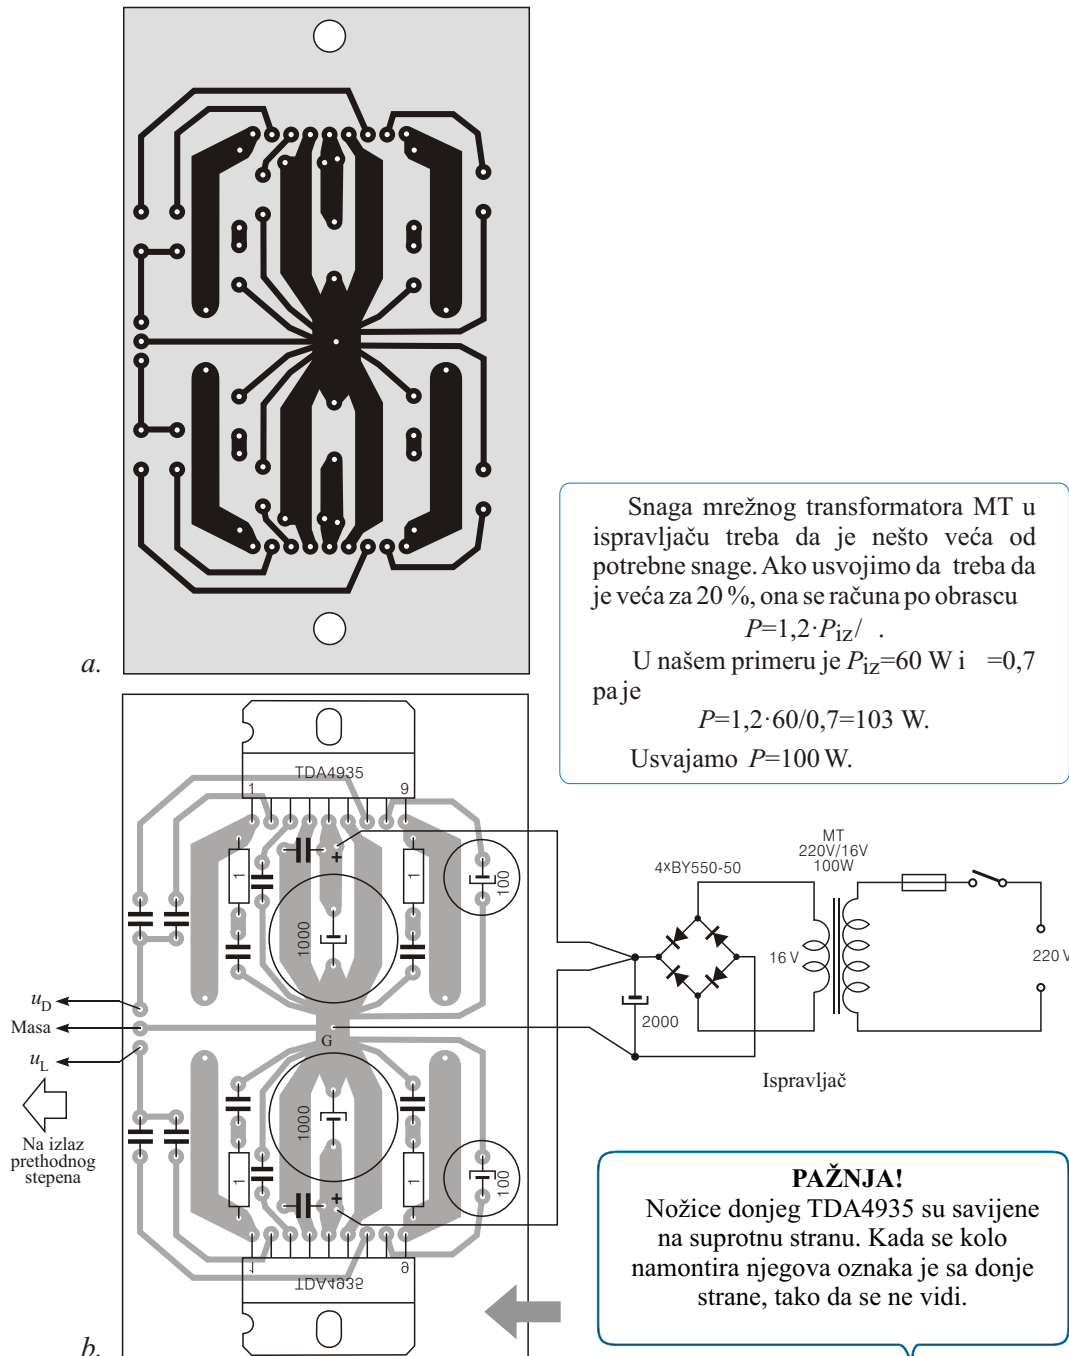 a.
Snaga mrežnog transformatora MT u
ispravljaču treba da je nešto veća od
potrebne snage. Ako usvojimo da treba da
je veća za 20 %, ona se računa po obrascu
P=1,2·Piz/ .
U našem primeru je Piz=60 W i =0,7
pa je
P=1,2·60/0,7=103 W.
Usvajamo P=100 W.
TDA4935
1 9
+
1 1 100
1000
uD
Masa
G
uL
Na izlaz
prethodnog
stepena
1000
1 1 100
+
1 9
TDA4935
b.
MT
220V/16V
100W
4xBY550-50
16 V
220 V
2000
Ispravljač
PAŽNJA!
Nožice donjeg TDA4935 su savijene
na suprotnu stranu. Kada se kolo
namontira njegova oznaka je sa donje
strane, tako da se ne vidi.